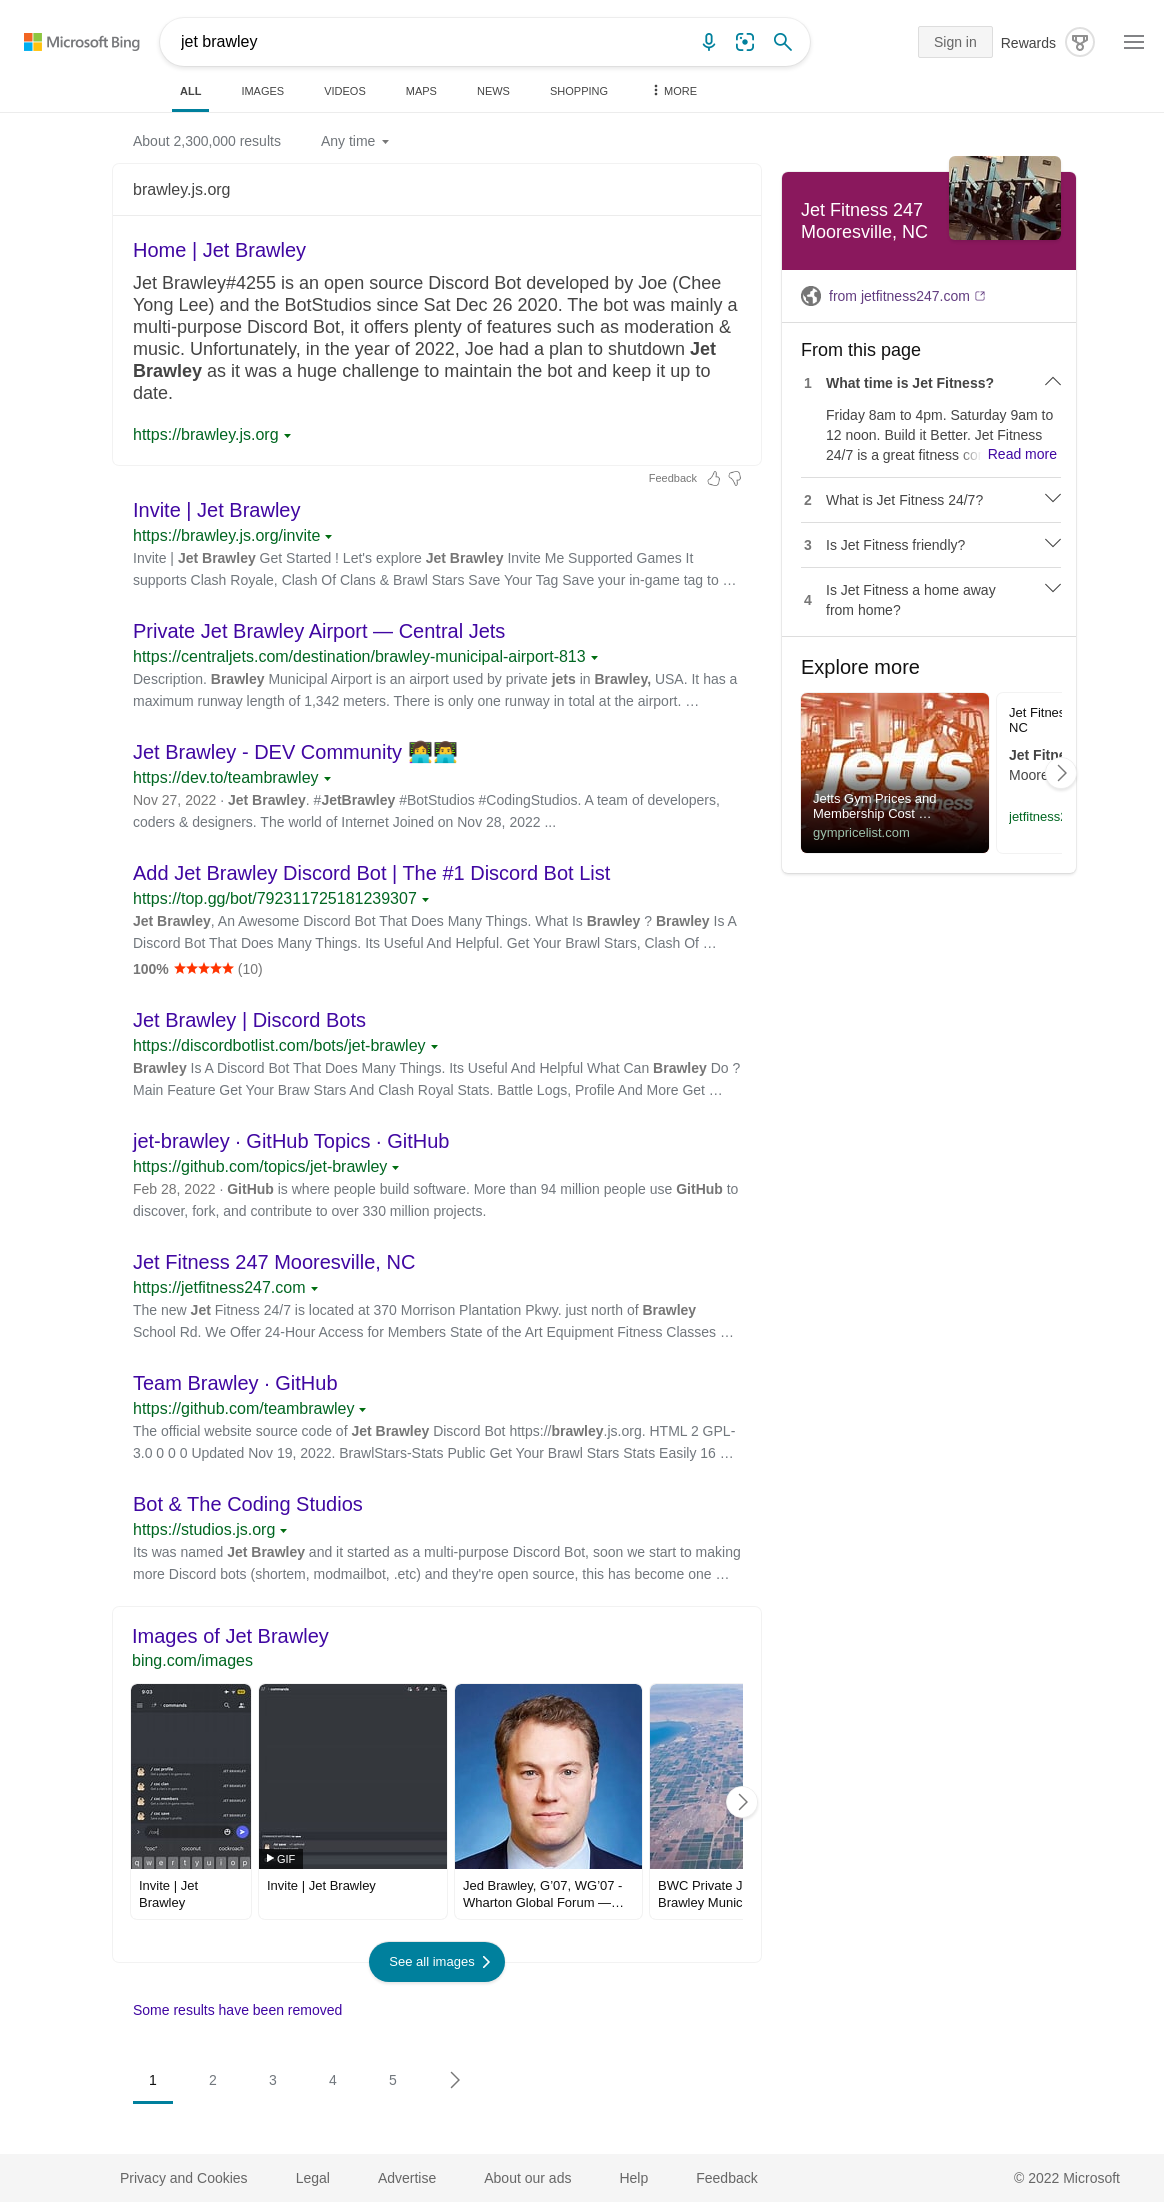 Microsoft Bing
jet brawley
Sign in
Rewards
ALL
IMAGES
VIDEOS
MAPS
NEWS
SHOPPING
MORE
About 2,300,000 results
Any time
brawley.js.org
Home | Jet Brawley
Jet Brawley#4255 is an open source Discord Bot developed by Joe (Chee
Yong Lee) and the BotStudios since Sat Dec 26 2020. The bot was mainly a
multi-purpose Discord Bot, it offers plenty of features such as moderation &
music. Unfortunately, in the year of 2022, Joe had a plan to shutdown Jet
Brawley as it was a huge challenge to maintain the bot and keep it up to
date.
https://brawley.js.org
Feedback
Invite | Jet Brawley
https://brawley.js.org/invite
Invite | Jet Brawley Get Started ! Let's explore Jet Brawley Invite Me Supported Games It
supports Clash Royale, Clash Of Clans & Brawl Stars Save Your Tag Save your in-game tag to …
Private Jet Brawley Airport — Central Jets
https://centraljets.com/destination/brawley-municipal-airport-813
Description. Brawley Municipal Airport is an airport used by private jets in Brawley, USA. It has a
maximum runway length of 1,342 meters. There is only one runway in total at the airport. …
Jet Brawley - DEV Community 👩‍💻👨‍💻
https://dev.to/teambrawley
Nov 27, 2022 · Jet Brawley. #JetBrawley #BotStudios #CodingStudios. A team of developers,
coders & designers. The world of Internet Joined on Nov 28, 2022 ...
Add Jet Brawley Discord Bot | The #1 Discord Bot List
https://top.gg/bot/792311725181239307
Jet Brawley, An Awesome Discord Bot That Does Many Things. What Is Brawley ? Brawley Is A
Discord Bot That Does Many Things. Its Useful And Helpful. Get Your Brawl Stars, Clash Of …
100% ★★★★★ (10)
Jet Brawley | Discord Bots
https://discordbotlist.com/bots/jet-brawley
Brawley Is A Discord Bot That Does Many Things. Its Useful And Helpful What Can Brawley Do ?
Main Feature Get Your Braw Stars And Clash Royal Stats. Battle Logs, Profile And More Get …
jet-brawley · GitHub Topics · GitHub
https://github.com/topics/jet-brawley
Feb 28, 2022 · GitHub is where people build software. More than 94 million people use GitHub to
discover, fork, and contribute to over 330 million projects.
Jet Fitness 247 Mooresville, NC
https://jetfitness247.com
The new Jet Fitness 24/7 is located at 370 Morrison Plantation Pkwy. just north of Brawley
School Rd. We Offer 24-Hour Access for Members State of the Art Equipment Fitness Classes …
Team Brawley · GitHub
https://github.com/teambrawley
The official website source code of Jet Brawley Discord Bot https://brawley.js.org. HTML 2 GPL-
3.0 0 0 0 Updated Nov 19, 2022. BrawlStars-Stats Public Get Your Brawl Stars Stats Easily 16 …
Bot & The Coding Studios
https://studios.js.org
Its was named Jet Brawley and it started as a multi-purpose Discord Bot, soon we start to making
more Discord bots (shortem, modmailbot, .etc) and they're open source, this has become one …
Images of Jet Brawley
bing.com/images
9:03
commands
/ coc profile
/ coc clan
/ coc members
/ coc save
JET BRAWLEY
JET BRAWLEY
JET BRAWLEY
JET BRAWLEY
/coc
"coc"
coconut
cockroach
q w e r t y u i o p
commands
GIF
Invite | Jet
Brawley
Invite | Jet Brawley
Jed Brawley, G'07, WG'07 -
Wharton Global Forum —…
BWC Private J
Brawley Munic
See all images
Some results have been removed
1
2
3
4
5
Jet Fitness 247
Mooresville, NC
from jetfitness247.com
From this page
1 What time is Jet Fitness?
Friday 8am to 4pm. Saturday 9am to
12 noon. Build it Better. Jet Fitness
24/7 is a great fitness co Read more
2 What is Jet Fitness 24/7?
3 Is Jet Fitness friendly?
4 Is Jet Fitness a home away
from home?
Explore more
jetts
24 hour fitness
Jetts Gym Prices and
Membership Cost …
gympricelist.com
Jet Fitnes
NC
Jet Fitne
Moore
jetfitness2
Privacy and Cookies
Legal
Advertise
About our ads
Help
Feedback
© 2022 Microsoft